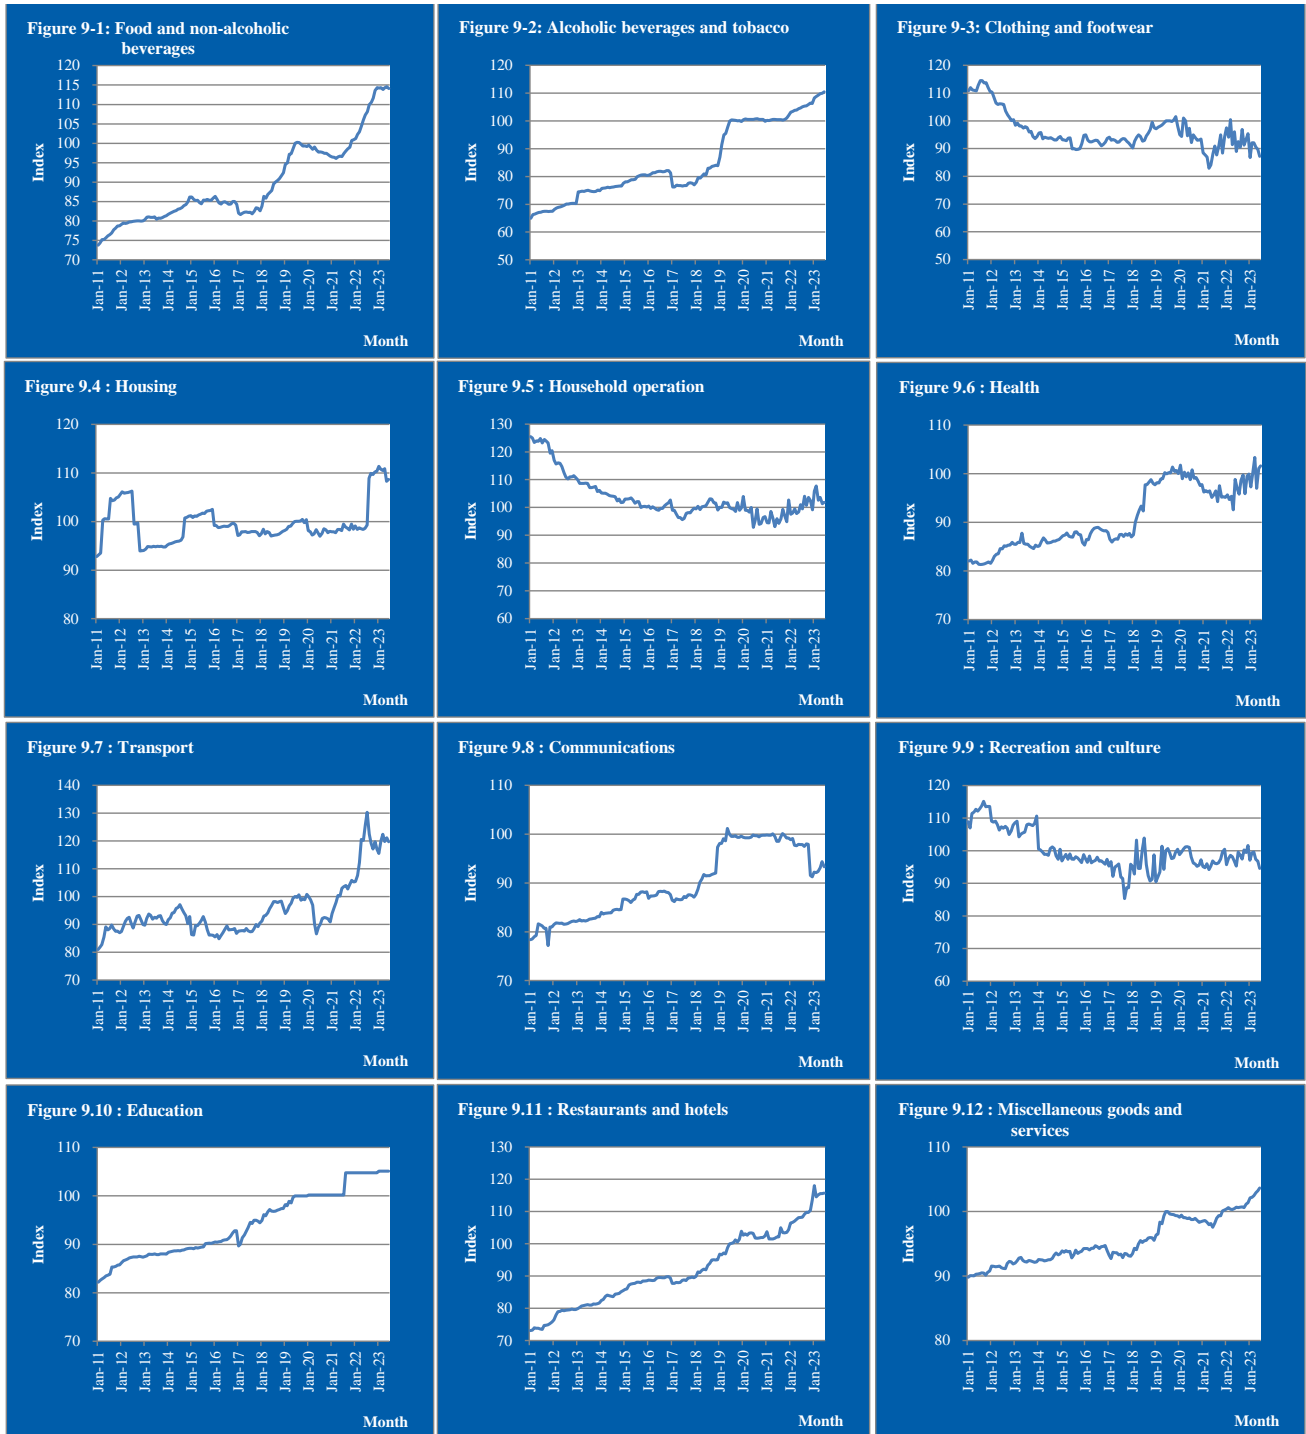 Figure 9-1: Food and non-alcoholic
beverages
120
115
110
105
100
95
90
85
80
75
70
Index
Jan-11
Jan-12
Jan-13
Jan-14
Jan-15
Jan-16
Jan-17
Jan-18
Jan-19
Jan-20
Jan-21
Jan-22
Jan-23
Month
Figure 9-2: Alcoholic beverages and tobacco
120
110
100
90
80
70
60
50
Index
Jan-11
Jan-12
Jan-13
Jan-14
Jan-15
Jan-16
Jan-17
Jan-18
Jan-19
Jan-20
Jan-21
Jan-22
Jan-23
Month
Figure 9-3: Clothing and footwear
120
110
100
90
80
70
60
50
Index
Jan-11
Jan-12
Jan-13
Jan-14
Jan-15
Jan-16
Jan-17
Jan-18
Jan-19
Jan-20
Jan-21
Jan-22
Jan-23
Month
Figure 9.4 : Housing
120
110
100
90
80
Index
Jan-11
Jan-12
Jan-13
Jan-14
Jan-15
Jan-16
Jan-17
Jan-18
Jan-19
Jan-20
Jan-21
Jan-22
Jan-23
Month
Figure 9.5 : Household operation
130
120
110
100
90
80
70
60
Index
Jan-11
Jan-12
Jan-13
Jan-14
Jan-15
Jan-16
Jan-17
Jan-18
Jan-19
Jan-20
Jan-21
Jan-22
Jan-23
Month
Figure 9.6 : Health
110
100
90
80
70
Index
Jan-11
Jan-12
Jan-13
Jan-14
Jan-15
Jan-16
Jan-17
Jan-18
Jan-19
Jan-20
Jan-21
Jan-22
Jan-23
Month
Figure 9.7 : Transport
140
130
120
110
100
90
80
70
Index
Jan-11
Jan-12
Jan-13
Jan-14
Jan-15
Jan-16
Jan-17
Jan-18
Jan-19
Jan-20
Jan-21
Jan-22
Jan-23
Month
Figure 9.8 : Communications
110
100
90
80
70
Index
Jan-11
Jan-12
Jan-13
Jan-14
Jan-15
Jan-16
Jan-17
Jan-18
Jan-19
Jan-20
Jan-21
Jan-22
Jan-23
Month
Figure 9.9 : Recreation and culture
120
110
100
90
80
70
60
Index
Jan-11
Jan-12
Jan-13
Jan-14
Jan-15
Jan-16
Jan-17
Jan-18
Jan-19
Jan-20
Jan-21
Jan-22
Jan-23
Month
Figure 9.10 : Education
110
100
90
80
70
Index
Jan-11
Jan-12
Jan-13
Jan-14
Jan-15
Jan-16
Jan-17
Jan-18
Jan-19
Jan-20
Jan-21
Jan-22
Jan-23
Month
Figure 9.11 : Restaurants and hotels
130
120
110
100
90
80
70
Index
Jan-11
Jan-12
Jan-13
Jan-14
Jan-15
Jan-16
Jan-17
Jan-18
Jan-19
Jan-20
Jan-21
Jan-22
Jan-23
Month
Figure 9.12 : Miscellaneous goods and
services
110
100
90
80
Index
Jan-11
Jan-12
Jan-13
Jan-14
Jan-15
Jan-16
Jan-17
Jan-18
Jan-19
Jan-20
Jan-21
Jan-22
Jan-23
Month